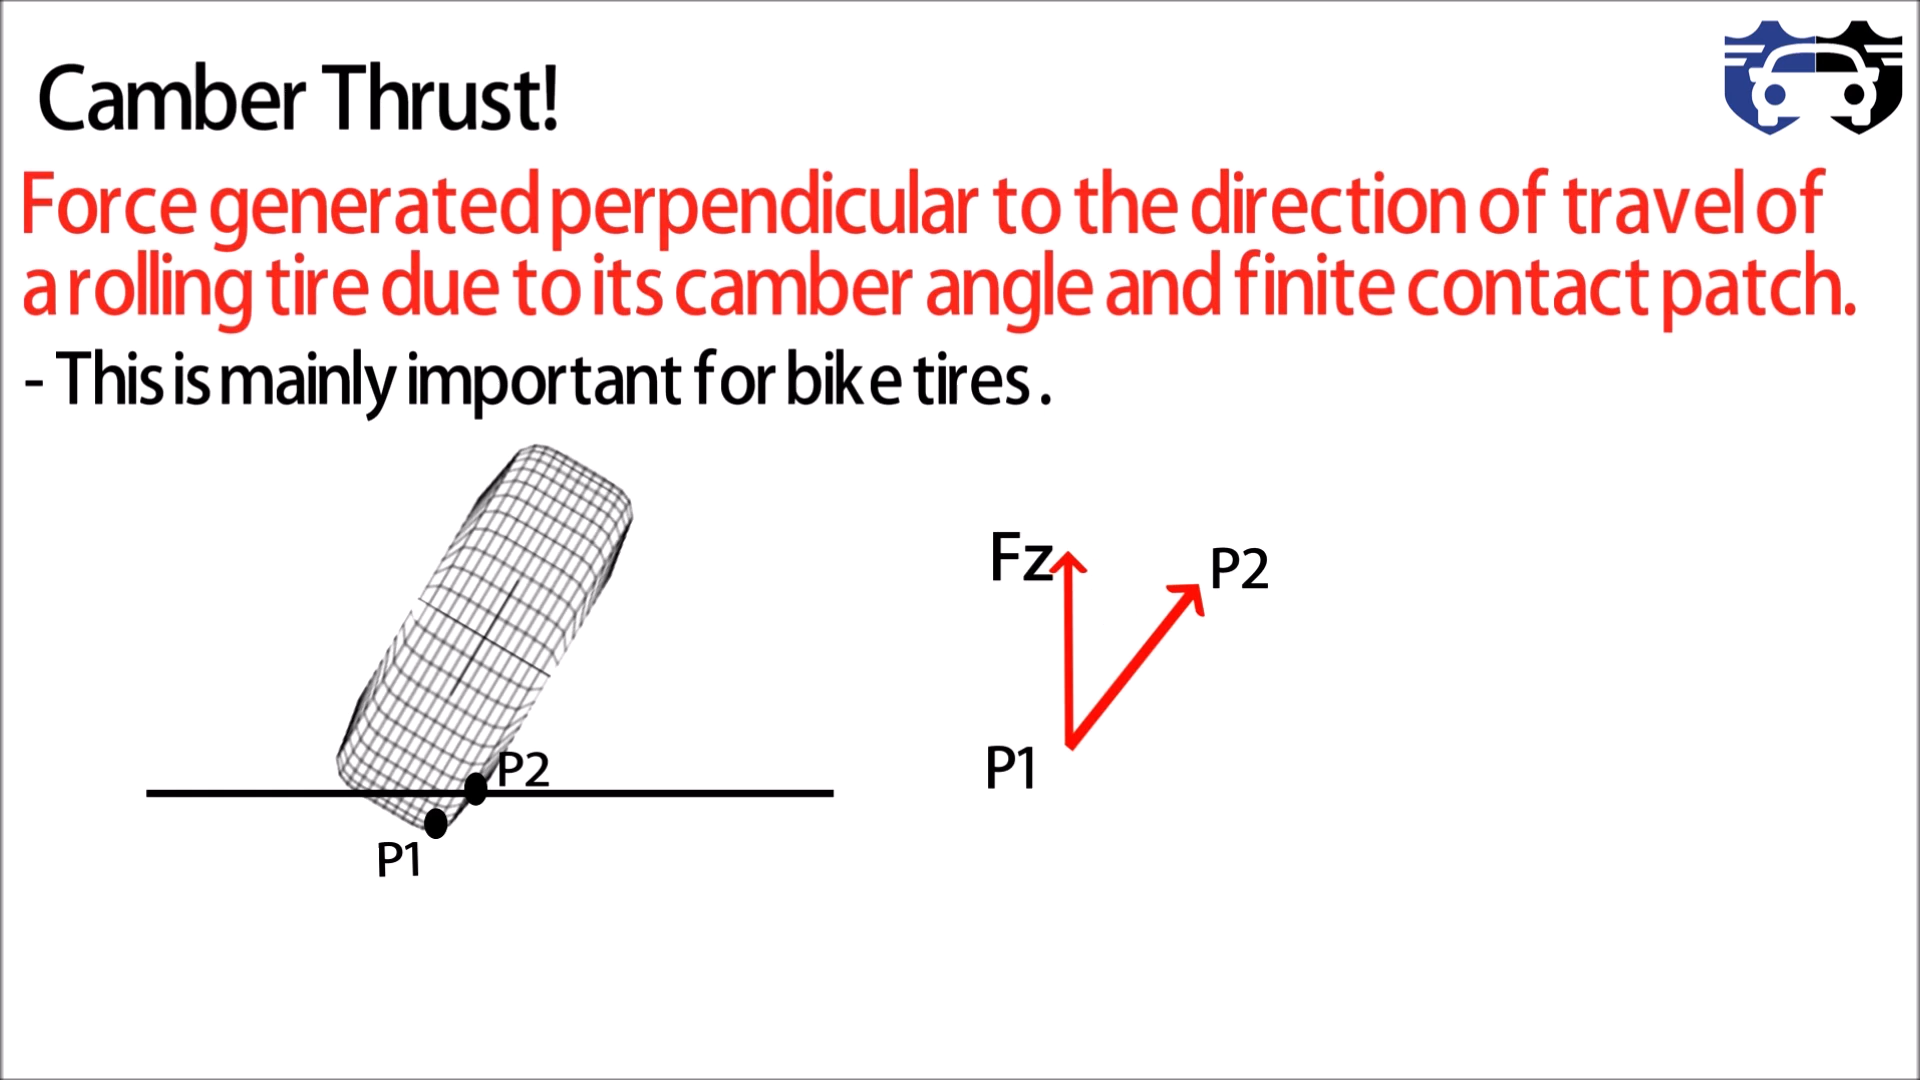 Camber Thrust!
Force generated perpendicular to the direction of travel of
a rolling tire due to its camber angle and finite contact patch.
- This is mainly important for bike tires.
Fz
P2
P2
P1
P1